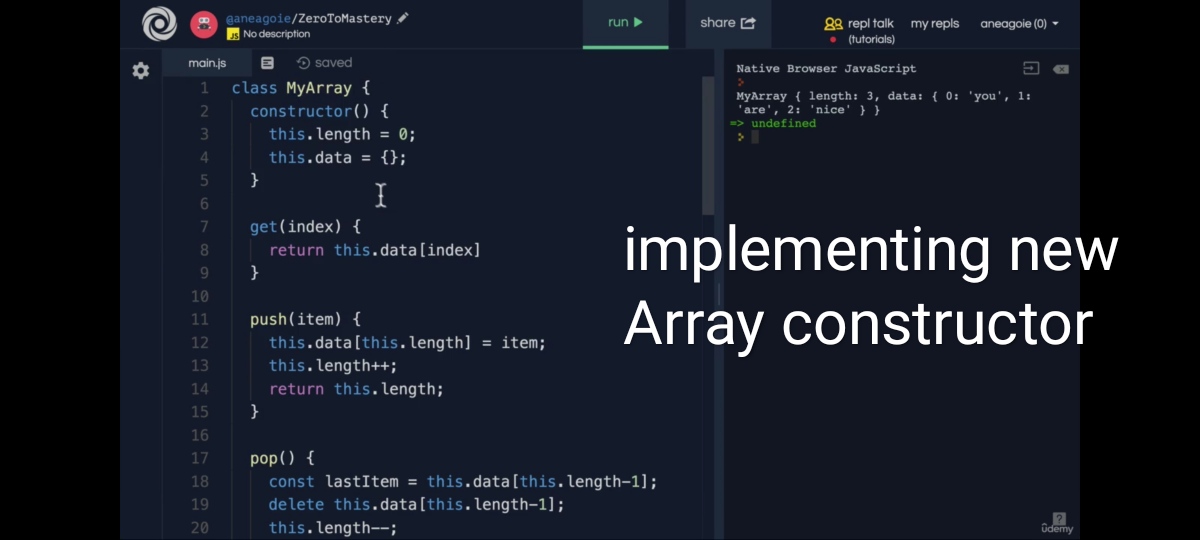 @aneagoie/ZeroToMastery
JS No description
run
share
repl talk
(tutorials)
my repls
aneagoie (0)
main.js
saved
1 class MyArray {
2 constructor() {
3 this.length = 0;
4 this.data = {};
5 }
6
7 get(index) {
8 return this.data[index]
9 }
10
11 push(item) {
12 this.data[this.length] = item;
13 this.length++;
14 return this.length;
15 }
16
17 pop() {
18 const lastItem = this.data[this.length-1];
19 delete this.data[this.length-1];
20 this.length--;
Native Browser JavaScript
MyArray { length: 3, data: { 0: 'you', 1:
'are', 2: 'nice' } }
=> undefined
implementing new
Array constructor
?
ûdemy